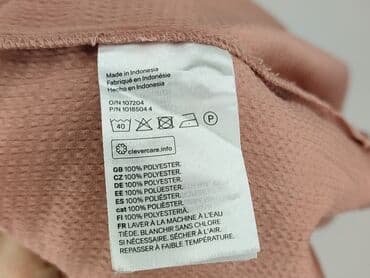 Made in Indonesia
Fabriqué en Indonésie
Hecho en Indonesia
O/N 107204
P/N 1018504 4
40 P
clevercare.info
GB 100% POLYESTER.
CZ 100% POLYESTER.
DE 100% POLYESTER.
EE 100% POLÜESTER.
ES 100% POLIÉSTER.
cat 100% POLIÈSTER.
FI 100% POLYESTERIÄ.
FR LAVER À LA MACHINE À L'EAU
TIÈDE. BLANCHIR SANS CHLORE
SI NÉCESSAIRE. SÉCHER À L'AIR.
REPASSER À FAIBLE TEMPÉRATURE.